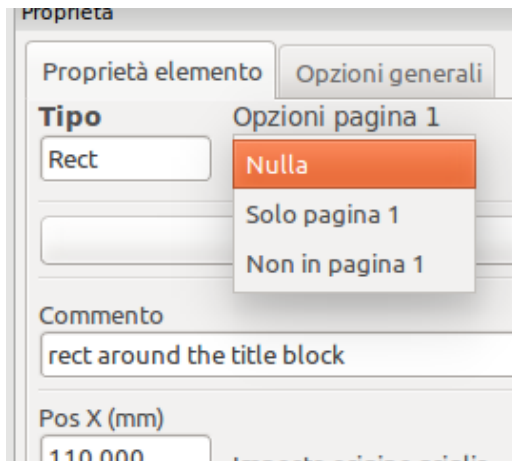 Proprietà
Proprietà elemento Opzioni generali
Tipo Opzioni pagina 1
Rect Nulla
Solo pagina 1
Non in pagina 1
Commento
rect around the title block
Pos X (mm)
110,000